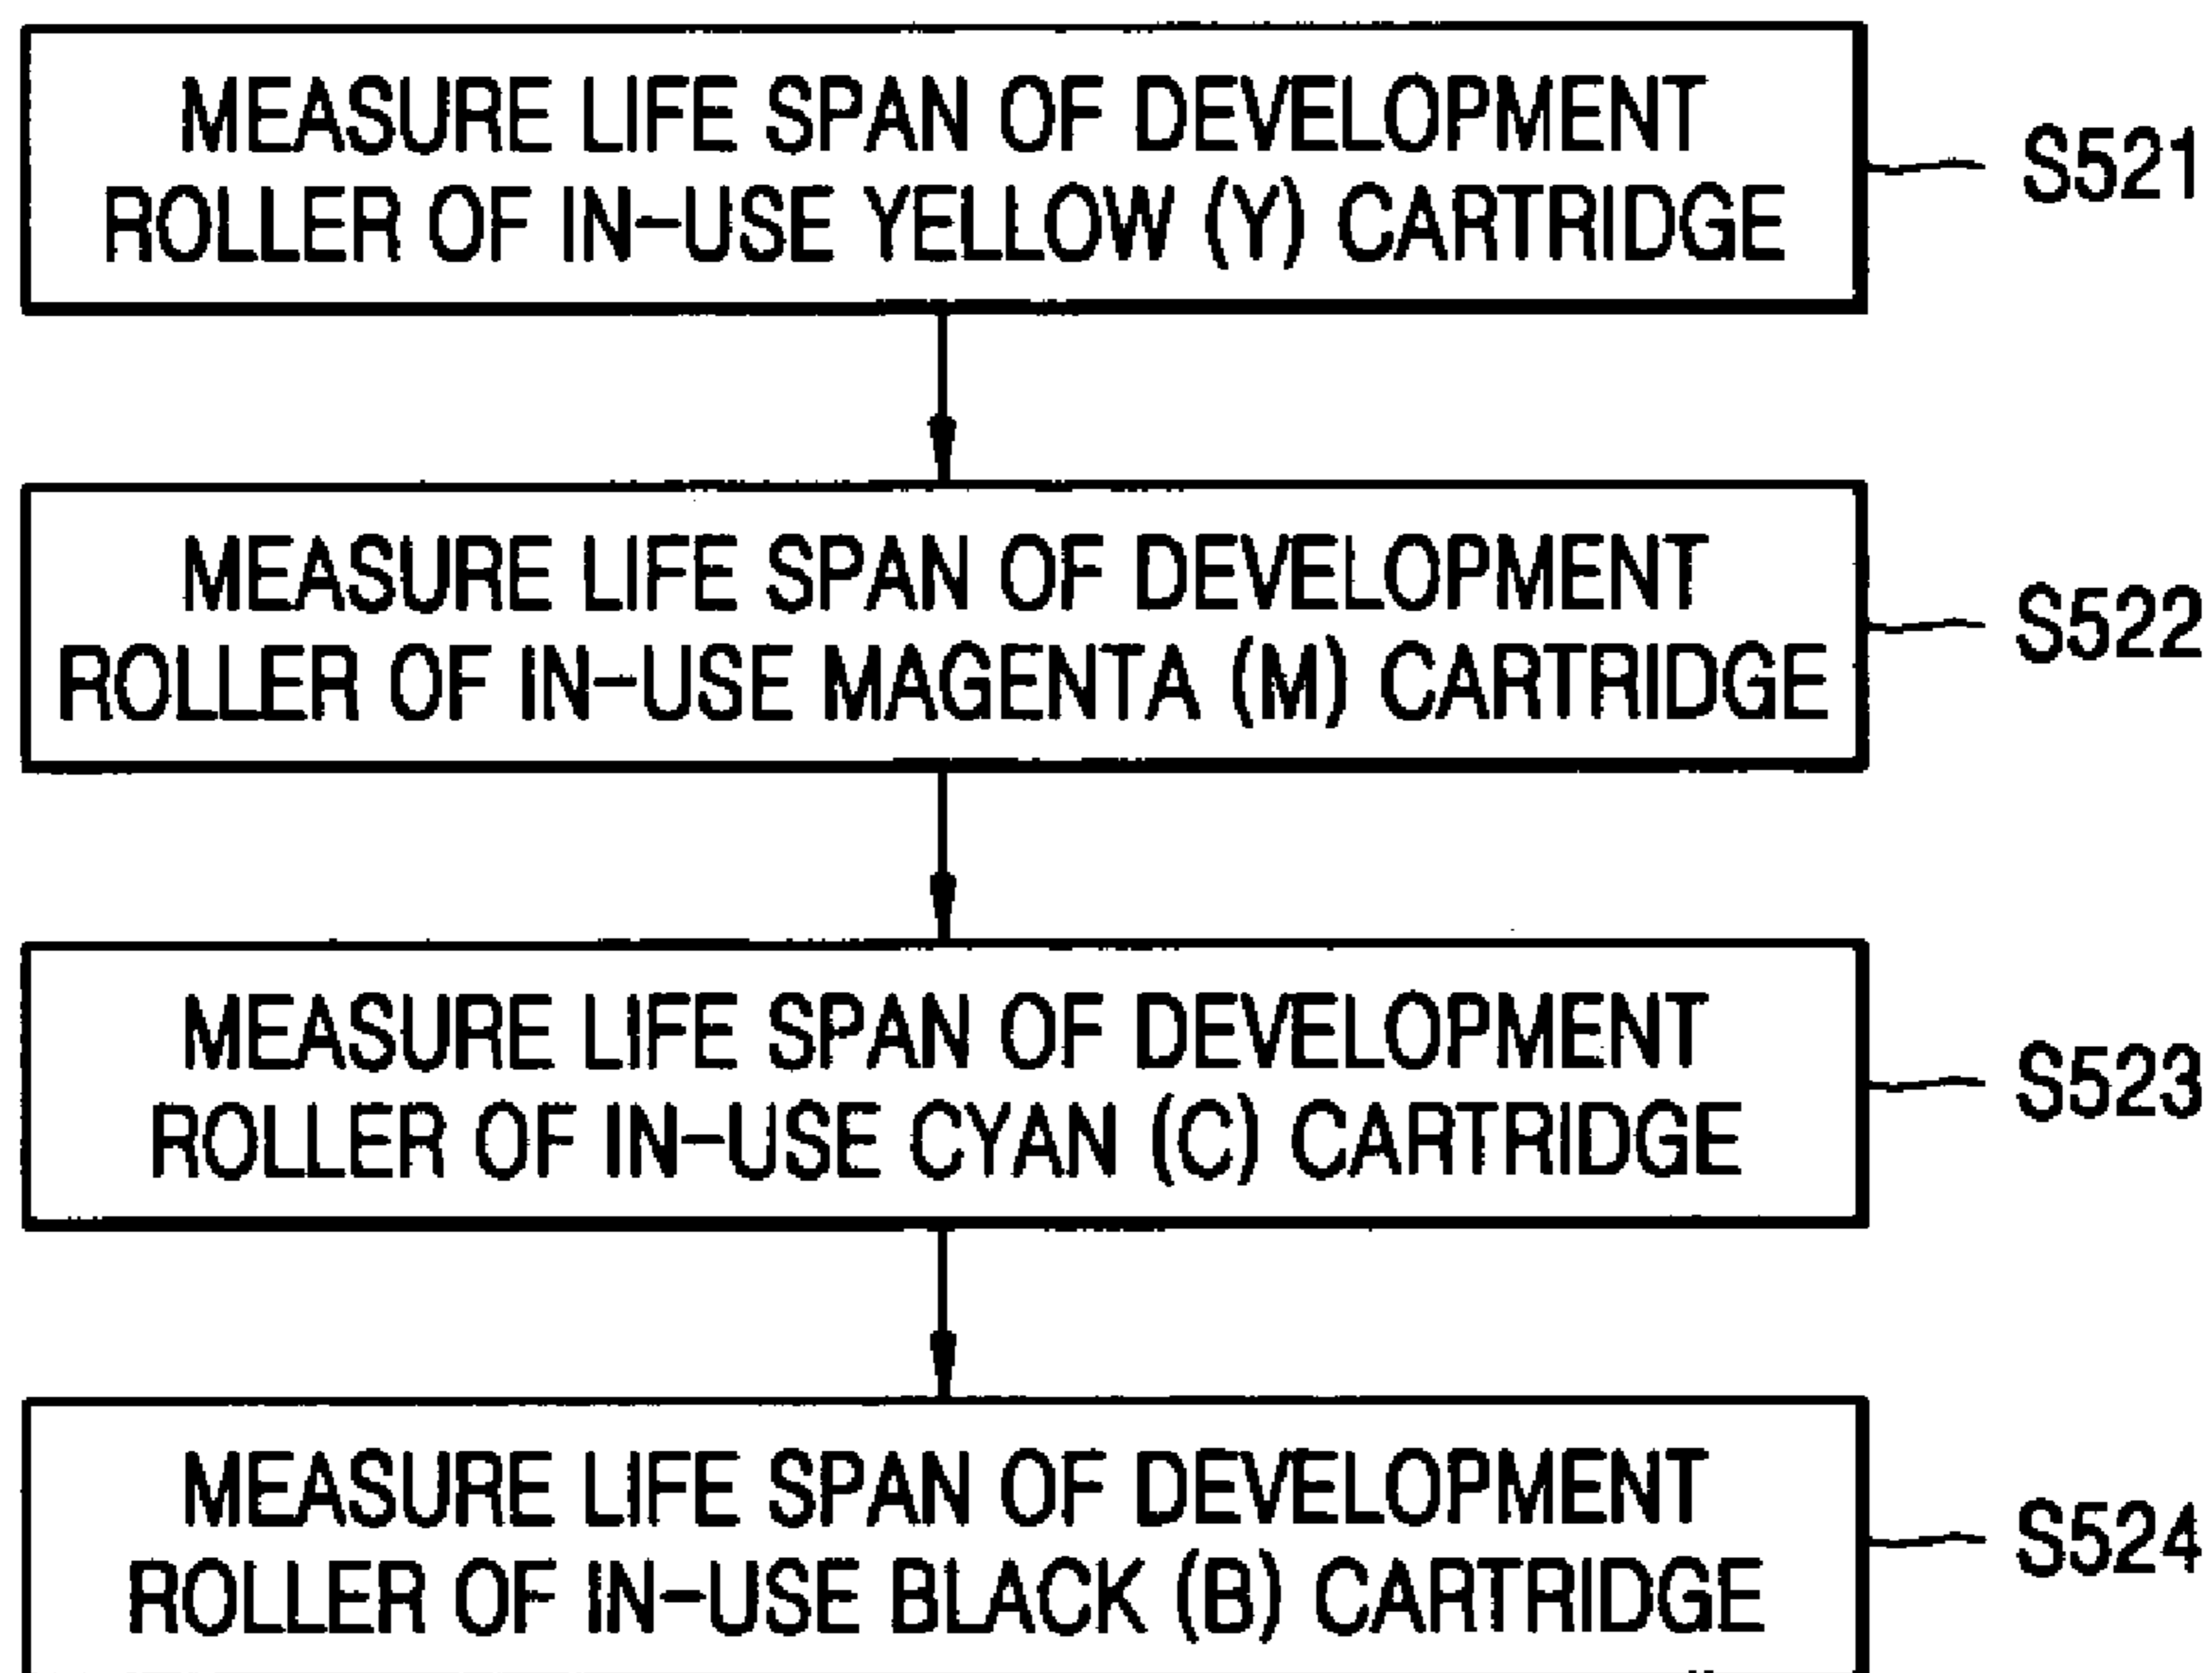 MEASURE LIFE SPAN OF DEVELOPMENT
ROLLER OF IN-USE YELLOW (Y) CARTRIDGE
S521
MEASURE LIFE SPAN OF DEVELOPMENT
ROLLER OF IN-USE MAGENTA (M) CARTRIDGE
S522
MEASURE LIFE SPAN OF DEVELOPMENT
ROLLER OF IN-USE CYAN (C) CARTRIDGE
S523
MEASURE LIFE SPAN OF DEVELOPMENT
ROLLER OF IN-USE BLACK (B) CARTRIDGE
S524